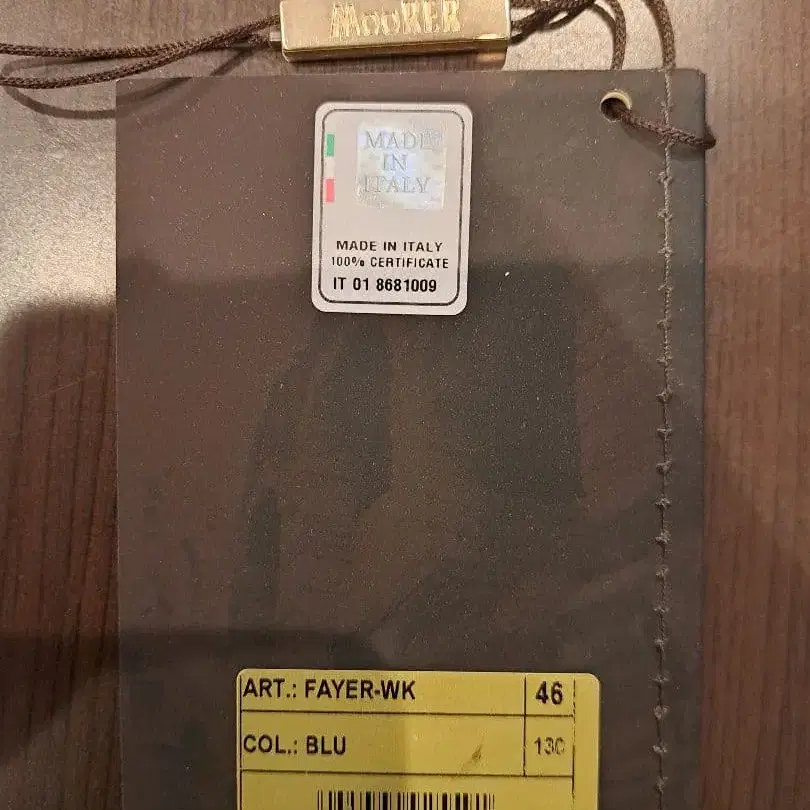 MooRER
MADE
IN
ITALY
MADE IN ITALY
100% CERTIFICATE
IT 01 8681009
ART.: FAYER-WK 46
COL.: BLU 130